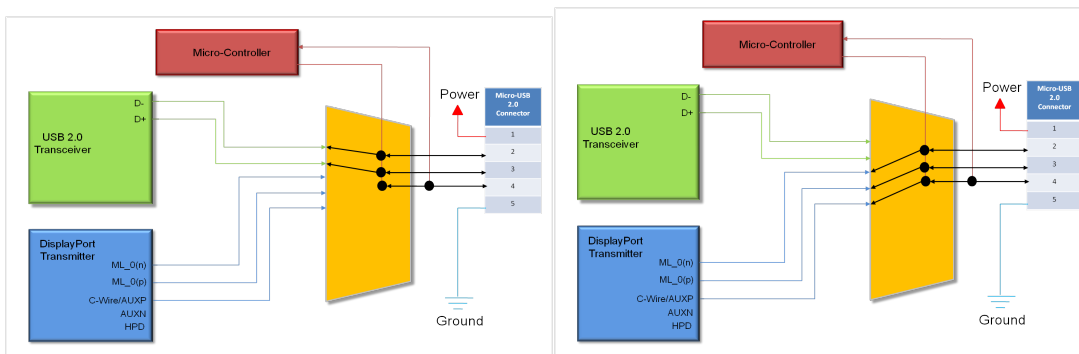 Micro-Controller
D-
D+
USB 2.0
Transceiver
Power
Micro-USB
2.0
Connector
1
2
3
4
5
DisplayPort
Transmitter
ML_0(n)
ML_0(p)
C-Wire/AUXP
AUXN
HPD
Ground
Micro-Controller
D-
D+
USB 2.0
Transceiver
Power
Micro-USB
2.0
Connector
1
2
3
4
5
DisplayPort
Transmitter
ML_0(n)
ML_0(p)
C-Wire/AUXP
AUXN
HPD
Ground